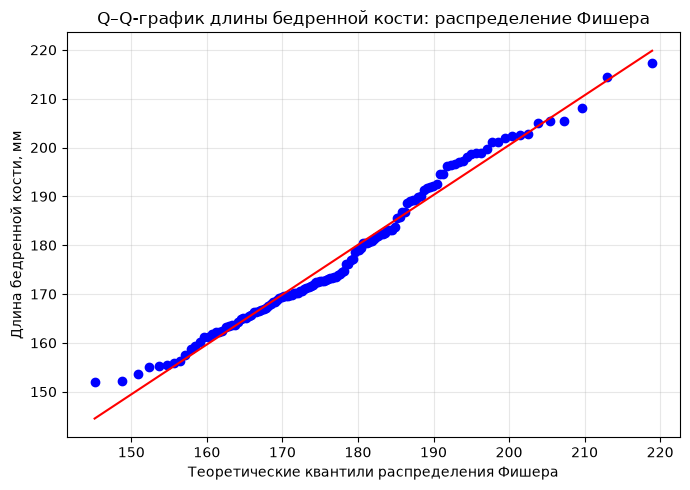 Q–Q-график длины бедренной кости: распределение Фишера
220
210
200
190
180
170
160
150
Длина бедренной кости, мм
150 160 170 180 190 200 210 220
Теоретические квантили распределения Фишера